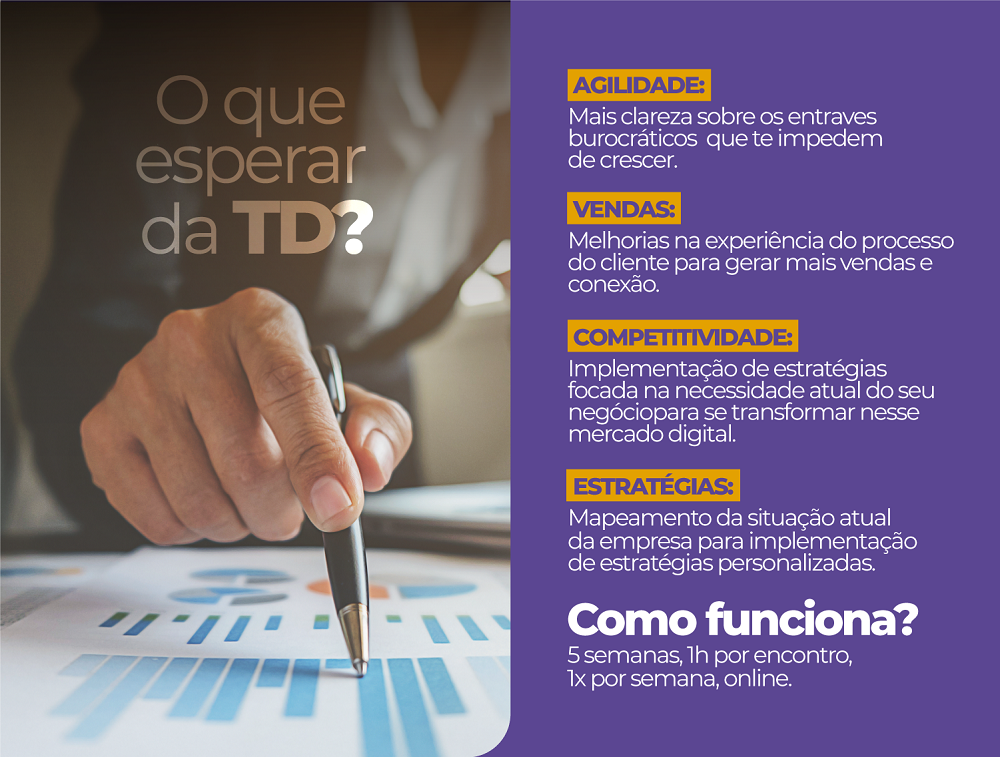 O que
esperar
da TD?
AGILIDADE:
Mais clareza sobre os entraves
burocráticos  que te impedem
de crescer.
VENDAS:
Melhorias na experiência do processo
do cliente para gerar mais vendas e
conexão.
COMPETITIVIDADE:
Implementação de estratégias
focada na necessidade atual do seu
negóciopara se transformar nesse
mercado digital.
ESTRATÉGIAS:
Mapeamento da situação atual
da empresa para implementação
de estratégias personalizadas.
Como funciona?
5 semanas, 1h por encontro,
1x por semana, online.